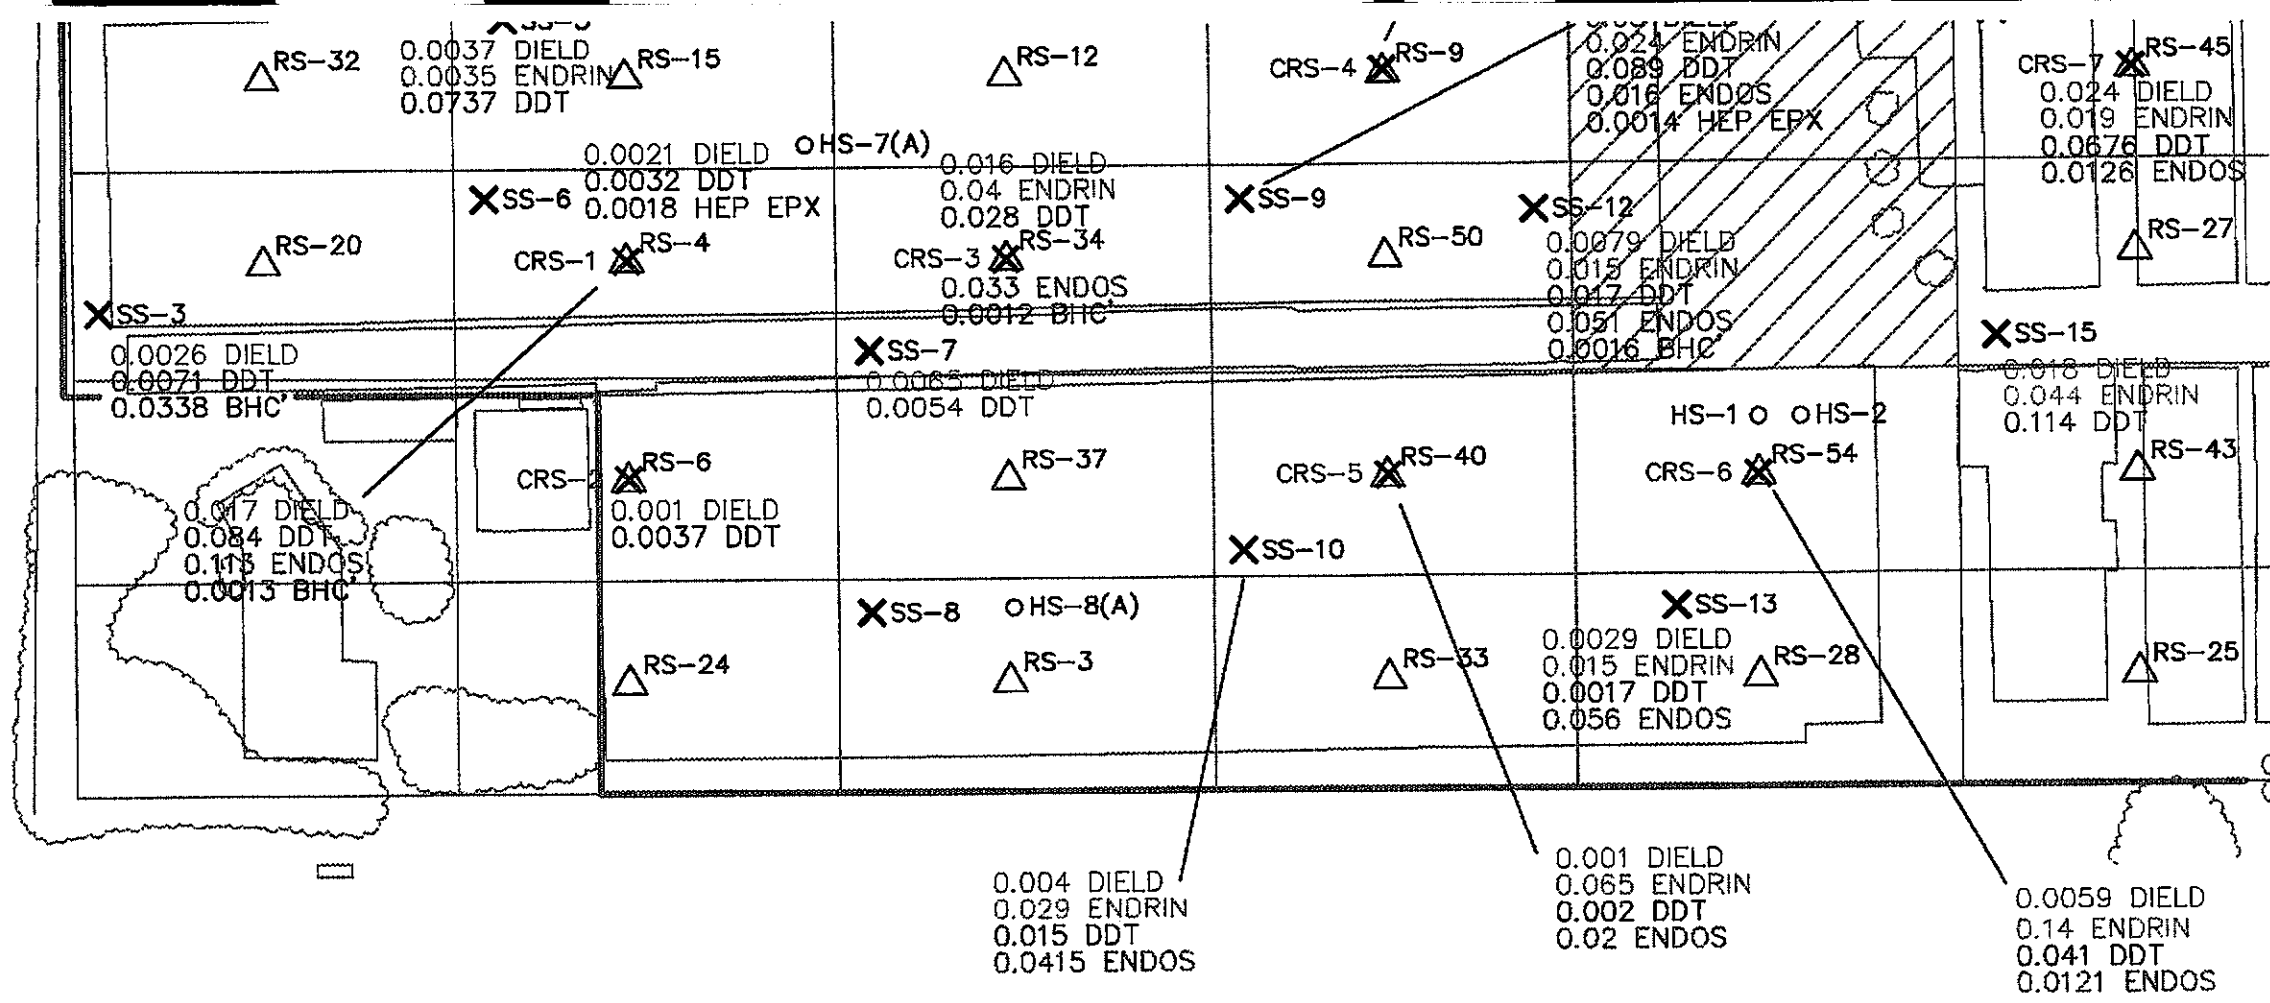 RS-32
0.0037 DIELD
0.0035 ENDRIN
0.0737 DDT
RS-15
RS-12
CRS-4
RS-9
0.024 ENDRIN
0.089 DDT
0.016 ENDOS
0.0014 HEP EPX
CRS-7
RS-45
0.024 DIELD
0.019 ENDRIN
0.0676 DDT
0.0126 ENDOS
HS-7(A)
SS-6
0.0021 DIELD
0.0032 DDT
0.0018 HEP EPX
0.016 DIELD
0.04 ENDRIN
0.028 DDT
SS-9
SS-12
RS-20
CRS-1
RS-4
CRS-3
RS-34
0.033 ENDOS
0.0012 BHC'
RS-50
0.0079 DIELD
0.015 ENDRIN
0.017 DDT
0.051 ENDOS
0.0016 BHC'
RS-27
SS-3
0.0026 DIELD
0.0071 DDT
0.0338 BHC'
SS-7
0.0065 DIELD
0.0054 DDT
SS-15
0.018 DIELD
0.044 ENDRIN
0.114 DDT
HS-1
HS-2
CRS-2
RS-6
0.001 DIELD
0.0037 DDT
RS-37
CRS-5
RS-40
CRS-6
RS-54
RS-43
0.017 DIELD
0.084 DDT
0.113 ENDOS
0.0013 BHC'
SS-10
SS-8
HS-8(A)
SS-13
0.0029 DIELD
0.015 ENDRIN
0.0017 DDT
0.056 ENDOS
RS-24
RS-3
RS-33
RS-28
RS-25
0.004 DIELD
0.029 ENDRIN
0.015 DDT
0.0415 ENDOS
0.001 DIELD
0.065 ENDRIN
0.002 DDT
0.02 ENDOS
0.0059 DIELD
0.14 ENDRIN
0.041 DDT
0.0121 ENDOS